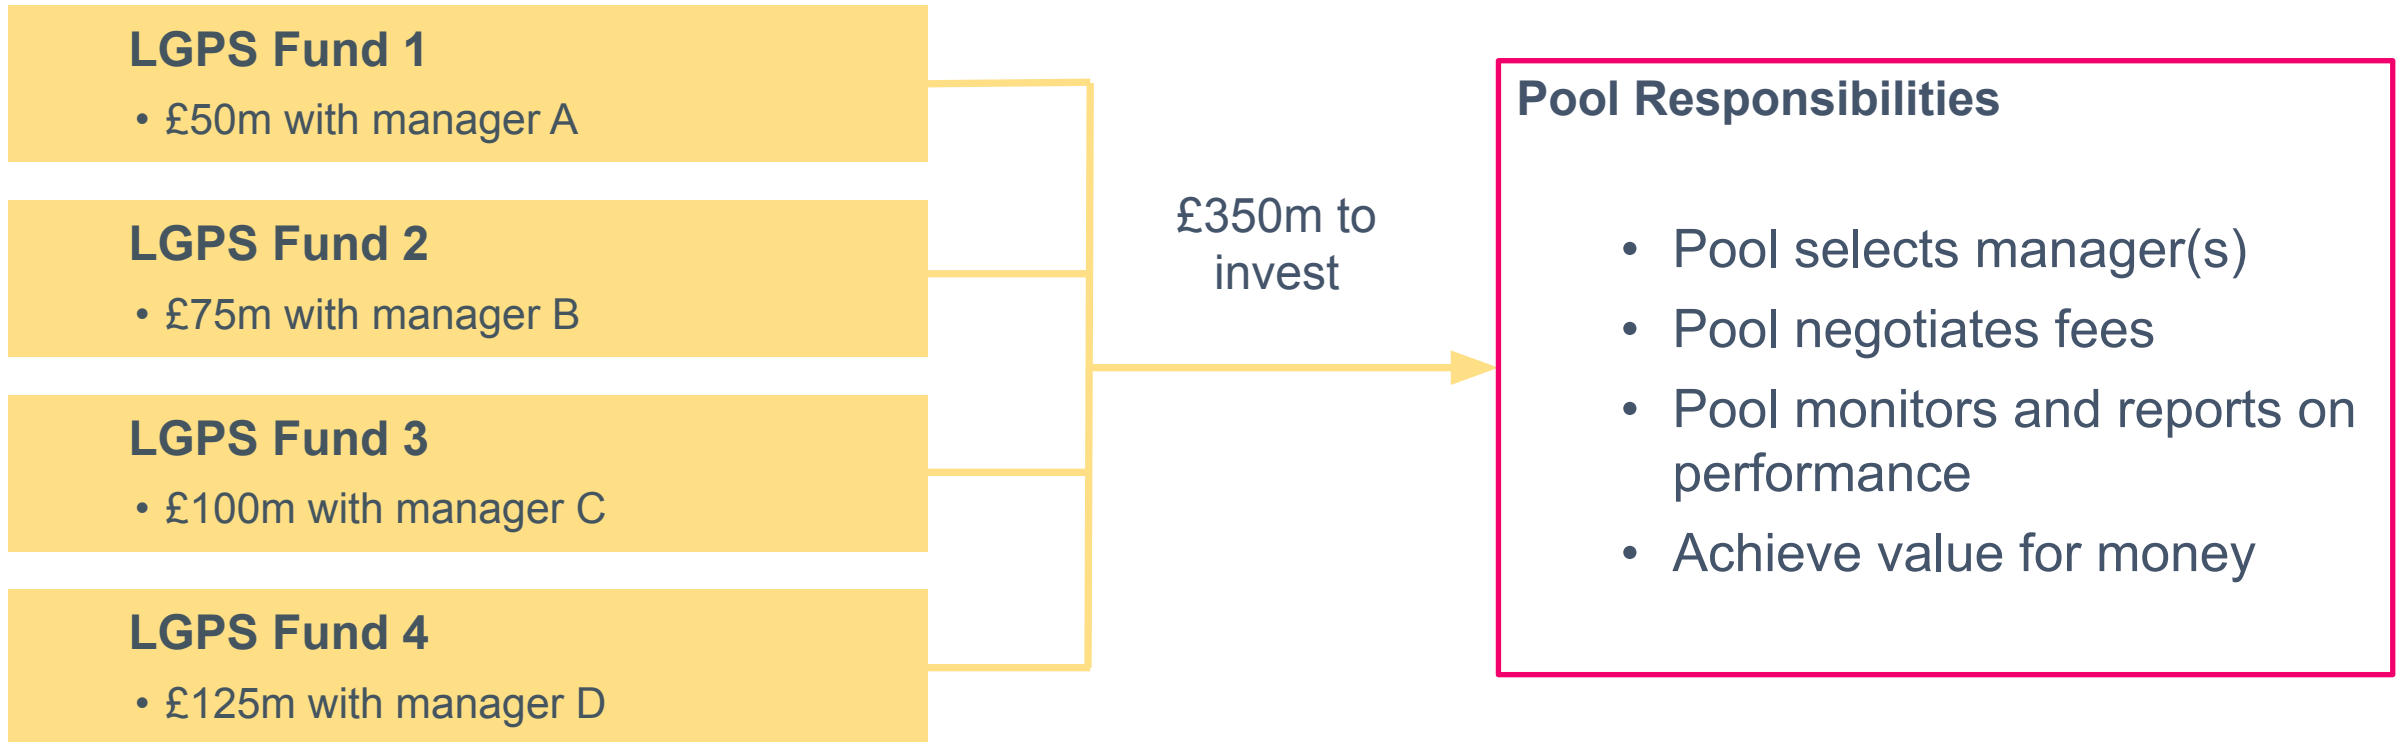 LGPS Fund 1
• £50m with manager A
LGPS Fund 2
• £75m with manager B
LGPS Fund 3
• £100m with manager C
LGPS Fund 4
• £125m with manager D
£350m to
invest
Pool Responsibilities
• Pool selects manager(s)
• Pool negotiates fees
• Pool monitors and reports on
performance
• Achieve value for money